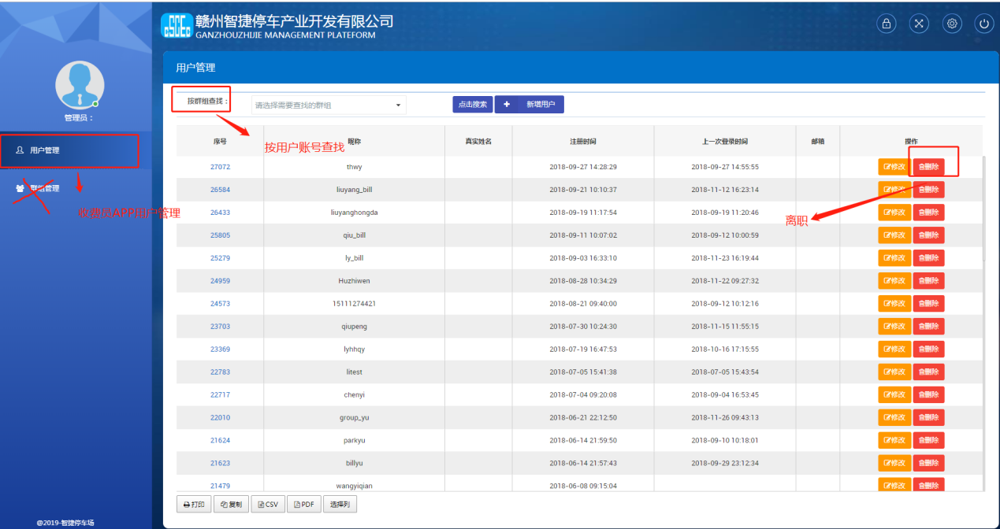 赣州智捷停车产业开发有限公司
GANZHOUZHIJIE MANAGEMENT PLATEFORM
管理员：
用户管理
群组管理
收费员APP用户管理
@2019-智捷停车场
用户管理
按群组查找： 请选择需要查找的群组 点击搜索 新增用户
按用户账号查找
离职
序号 昵称 真实姓名 注册时间 上一次登录时间 邮箱 操作
27072 thwy 2018-09-27 14:28:29 2018-09-27 14:55:55 修改 删除
26584 liuyang_bill 2018-09-21 10:10:37 2018-11-12 16:23:14 修改 删除
26433 liuyanghongda 2018-09-19 11:17:54 2018-09-19 11:20:46 修改 删除
25805 qiu_bill 2018-09-11 10:07:02 2018-09-12 10:00:59 修改 删除
25279 ly_bill 2018-09-03 16:33:10 2018-11-23 16:19:44 修改 删除
24959 Huzhiwen 2018-08-28 10:34:29 2018-11-22 09:27:32 修改 删除
24573 15111274421 2018-08-21 09:40:00 2018-09-12 10:12:16 修改 删除
23703 qiupeng 2018-07-30 10:24:30 2018-11-15 11:55:15 修改 删除
23369 lyhhqy 2018-07-19 16:47:53 2018-10-16 17:15:55 修改 删除
22783 litest 2018-07-05 15:41:38 2018-07-05 15:43:54 修改 删除
22717 chenyi 2018-07-04 09:20:08 2018-09-04 16:53:45 修改 删除
22010 group_yu 2018-06-21 22:12:50 2018-11-26 09:43:13 修改 删除
21624 parkyu 2018-06-14 21:59:50 2018-09-10 10:18:01 修改 删除
21623 billyu 2018-06-14 21:57:43 2018-09-29 23:12:34 修改 删除
21479 wangyiqian 2018-06-08 09:15:04 修改 删除
打印 复制 CSV PDF 选择列